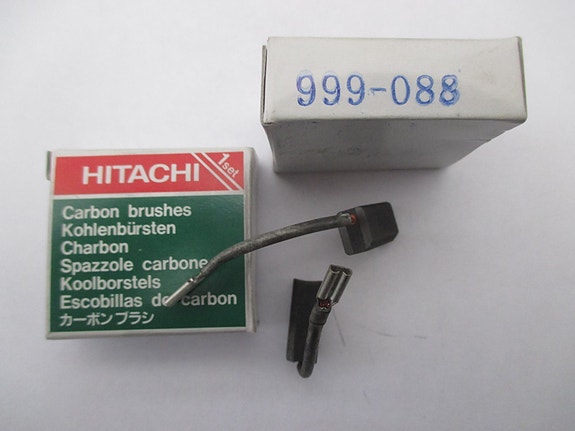 999-088
HITACHI
1set
Carbon brushes
Kohlenbürsten
Charbon
Spazzole carbone
Koolborstels
Escobillas de carbon
カーボンブラシ